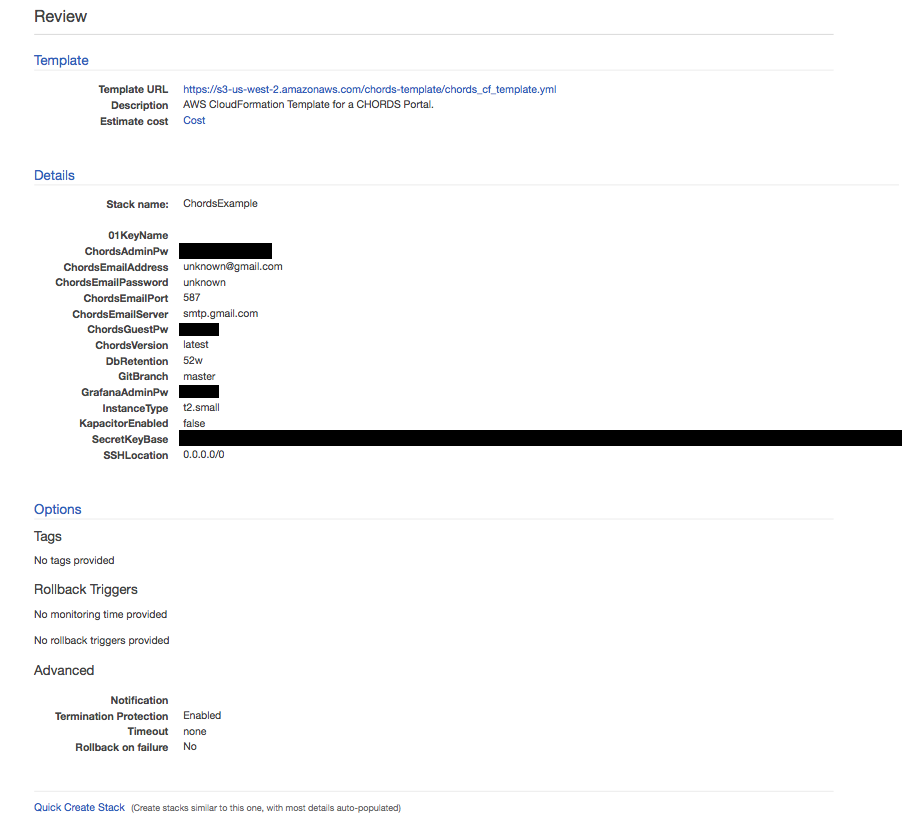 Review
Template
Template URL https://s3-us-west-2.amazonaws.com/chords-template/chords_cf_template.yml
Description AWS CloudFormation Template for a CHORDS Portal.
Estimate cost Cost
Details
Stack name: ChordsExample
01KeyName
ChordsAdminPw
ChordsEmailAddress unknown@gmail.com
ChordsEmailPassword unknown
ChordsEmailPort 587
ChordsEmailServer smtp.gmail.com
ChordsGuestPw
ChordsVersion latest
DbRetention 52w
GitBranch master
GrafanaAdminPw
InstanceType t2.small
KapacitorEnabled false
SecretKeyBase
SSHLocation 0.0.0.0/0
Options
Tags
No tags provided
Rollback Triggers
No monitoring time provided
No rollback triggers provided
Advanced
Notification
Termination Protection Enabled
Timeout none
Rollback on failure No
Quick Create Stack (Create stacks similar to this one, with most details auto-populated)